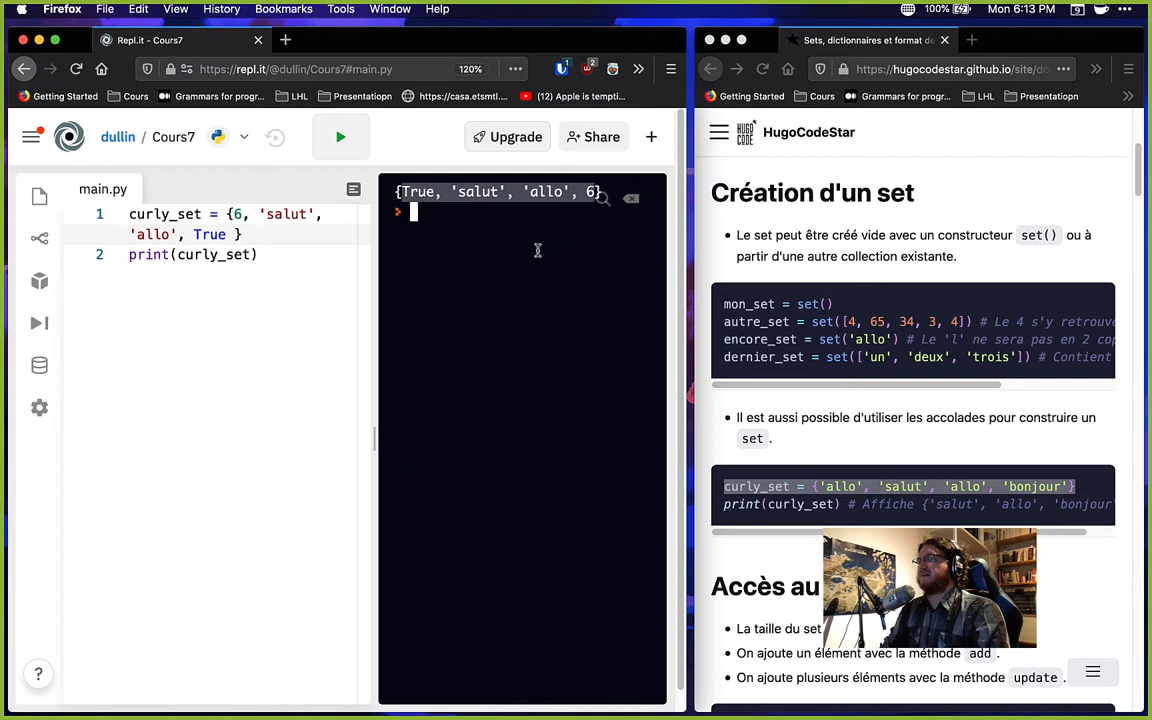 Firefox File Edit View History Bookmarks Tools Window Help 100% Mon 6:13 PM
Repl.it - Cours7
https://repl.it/@dullin/Cours7#main.py 120%
Getting Started Cours Grammars for progr... LHL Presentatiopn https://casa.etsmtl... (12) Apple is tempti...
dullin / Cours7 Upgrade Share
main.py
1 curly_set = {6, 'salut',
'allo', True }
2 print(curly_set)
{True, 'salut', 'allo', 6}
?
Sets, dictionnaires et format de
https://hugocodestar.github.io/site/do
Getting Started Cours Grammars for progr... LHL Presentatiopn
HUGO CODE HugoCodeStar
Création d'un set
Le set peut être créé vide avec un constructeur set() ou à
partir d'une autre collection existante.
mon_set = set()
autre_set = set([4, 65, 34, 3, 4]) # Le 4 s'y retrouve
encore_set = set('allo') # Le 'l' ne sera pas en 2 cop
dernier_set = set(['un', 'deux', 'trois']) # Contient
Il est aussi possible d'utiliser les accolades pour construire un
set.
curly_set = {'allo', 'salut', 'allo', 'bonjour'}
print(curly_set) # Affiche {'salut', 'allo', 'bonjour'
Accès au
La taille du set
On ajoute un élément avec la méthode add.
On ajoute plusieurs éléments avec la méthode update.